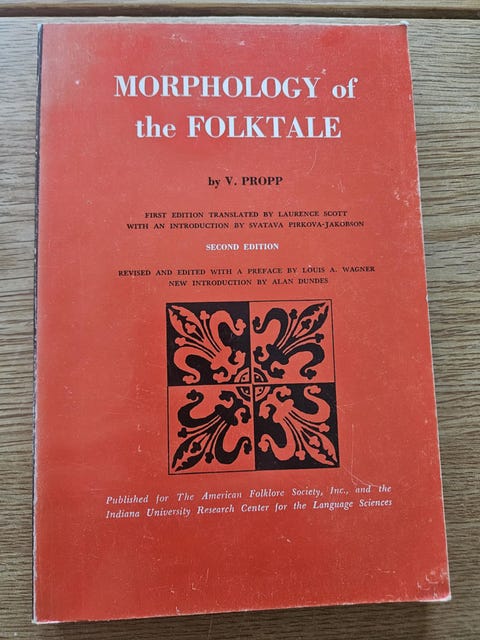 MORPHOLOGY of
the FOLKTALE
by V. PROPP
FIRST EDITION TRANSLATED BY LAURENCE SCOTT
WITH AN INTRODUCTION BY SVATAVA PIRKOVA-JAKOBSON
SECOND EDITION
REVISED AND EDITED WITH A PREFACE BY LOUIS A. WAGNER
NEW INTRODUCTION BY ALAN DUNDES
Published for The American Folklore Society, Inc., and the
Indiana University Research Center for the Language Sciences